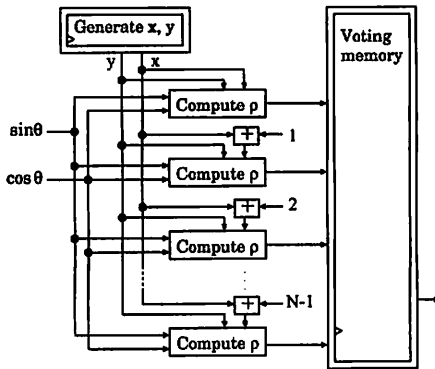 Generate x, y
Voting
memory
y x
Compute ρ
sinθ
+ 1
cosθ
Compute ρ
+ 2
Compute ρ
+ N-1
Compute ρ